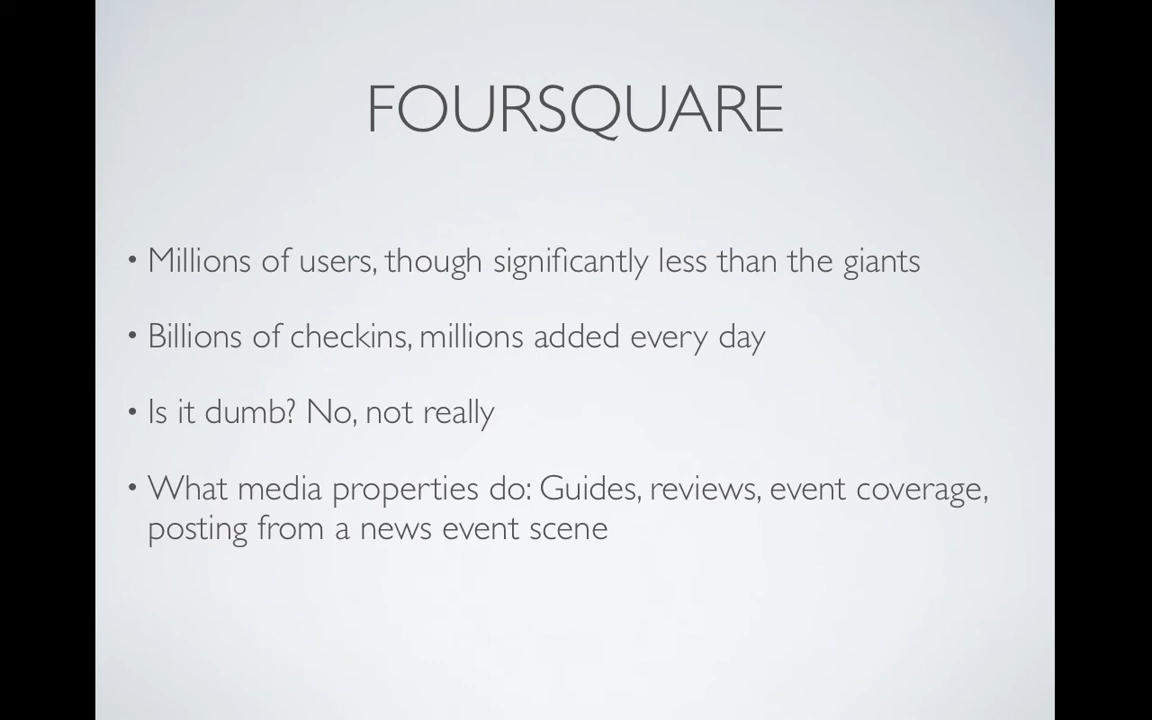 FOURSQUARE
• Millions of users, though significantly less than the giants
• Billions of checkins, millions added every day
• Is it dumb? No, not really
• What media properties do: Guides, reviews, event coverage,
posting from a news event scene